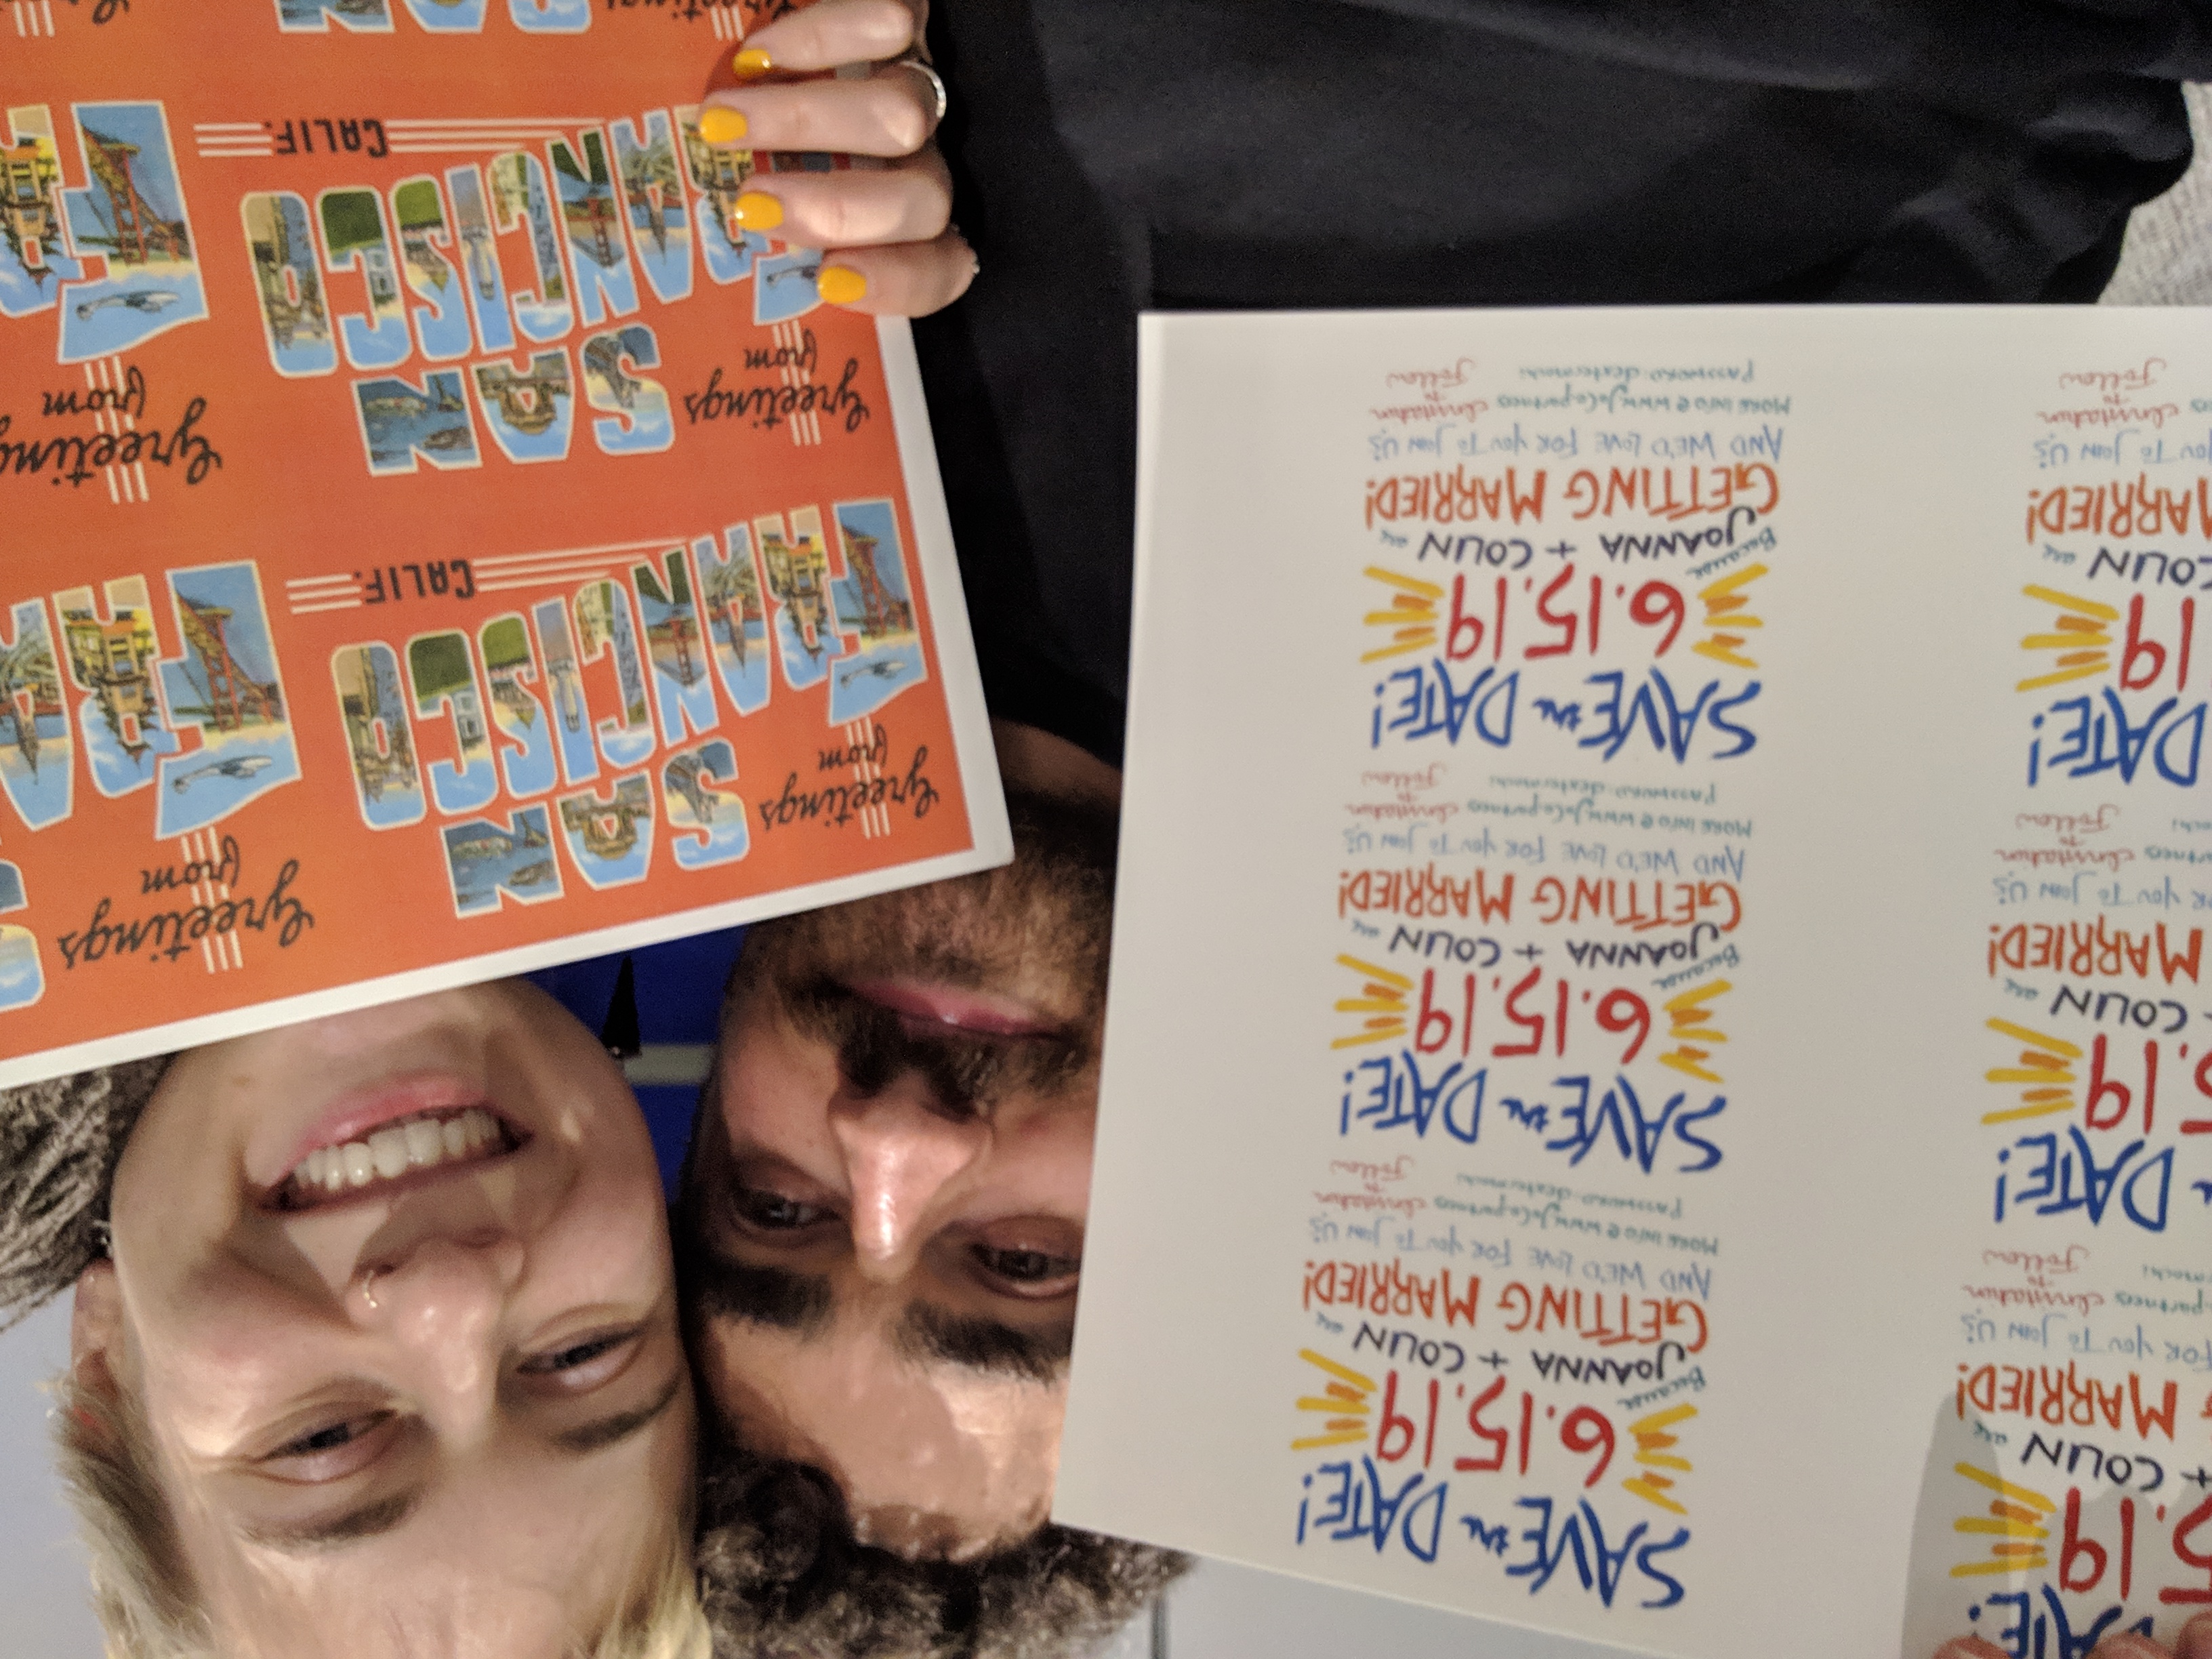 ATE!
5.19
+ COLIN are
G MARRIED!
FOR YOU TO JOIN US:
.partners Invitation
to
Follow
DATE!
5.19
COLIN are
MARRIED!
YOU TO JOIN US:
Invitation
to
Follow
DATE!
19
COLIN are
MARRIED!
YOU TO JOIN US:
Invitation
to
Follow
SAVE the DATE!
6.15.19
Because
JOANNA + COLIN are
GETTING MARRIED!
AND WE'D LOVE FOR YOU TO JOIN US:
MORE INFO @ www.JoCo.partners Invitation
PASSWORD: dextermochi to
Follow
SAVE the DATE!
6.15.19
Because
JOANNA + COLIN are
GETTING MARRIED!
AND WE'D LOVE FOR YOU TO JOIN US:
MORE INFO @ www.JoCo.partners Invitation
PASSWORD: dextermochi to
Follow
SAVE the DATE!
6.15.19
Because
JOANNA + COLIN are
GETTING MARRIED!
AND WE'D LOVE FOR YOU TO JOIN US:
MORE INFO @ www.JoCo.partners Invitation
PASSWORD: dextermochi to
Follow
Greetings
from
SAN
FRANCISCO
CALIF.
Greetings
from
S
FRA
Greetings
from
SAN
FRANCISCO
CALIF.
Greeting
from
FR
Greetings
SAN